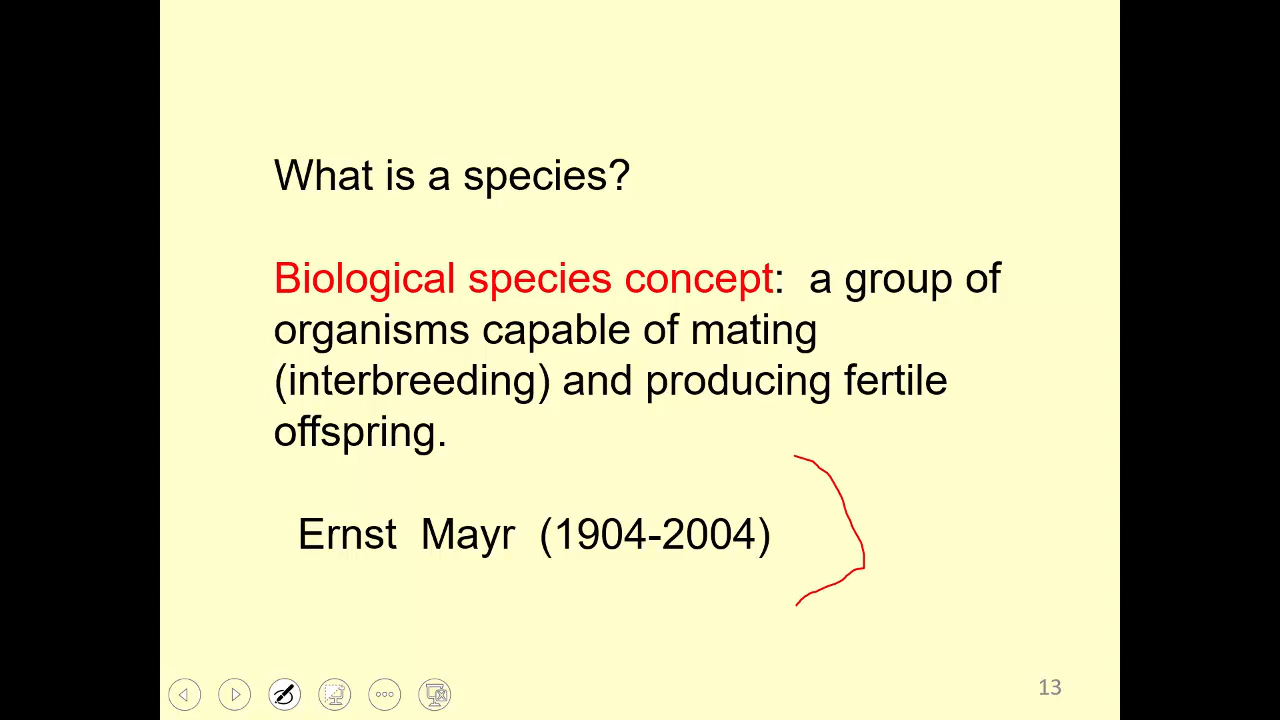 What is a species?
Biological species concept: a group of
organisms capable of mating
(interbreeding) and producing fertile
offspring.
Ernst Mayr (1904-2004)
13